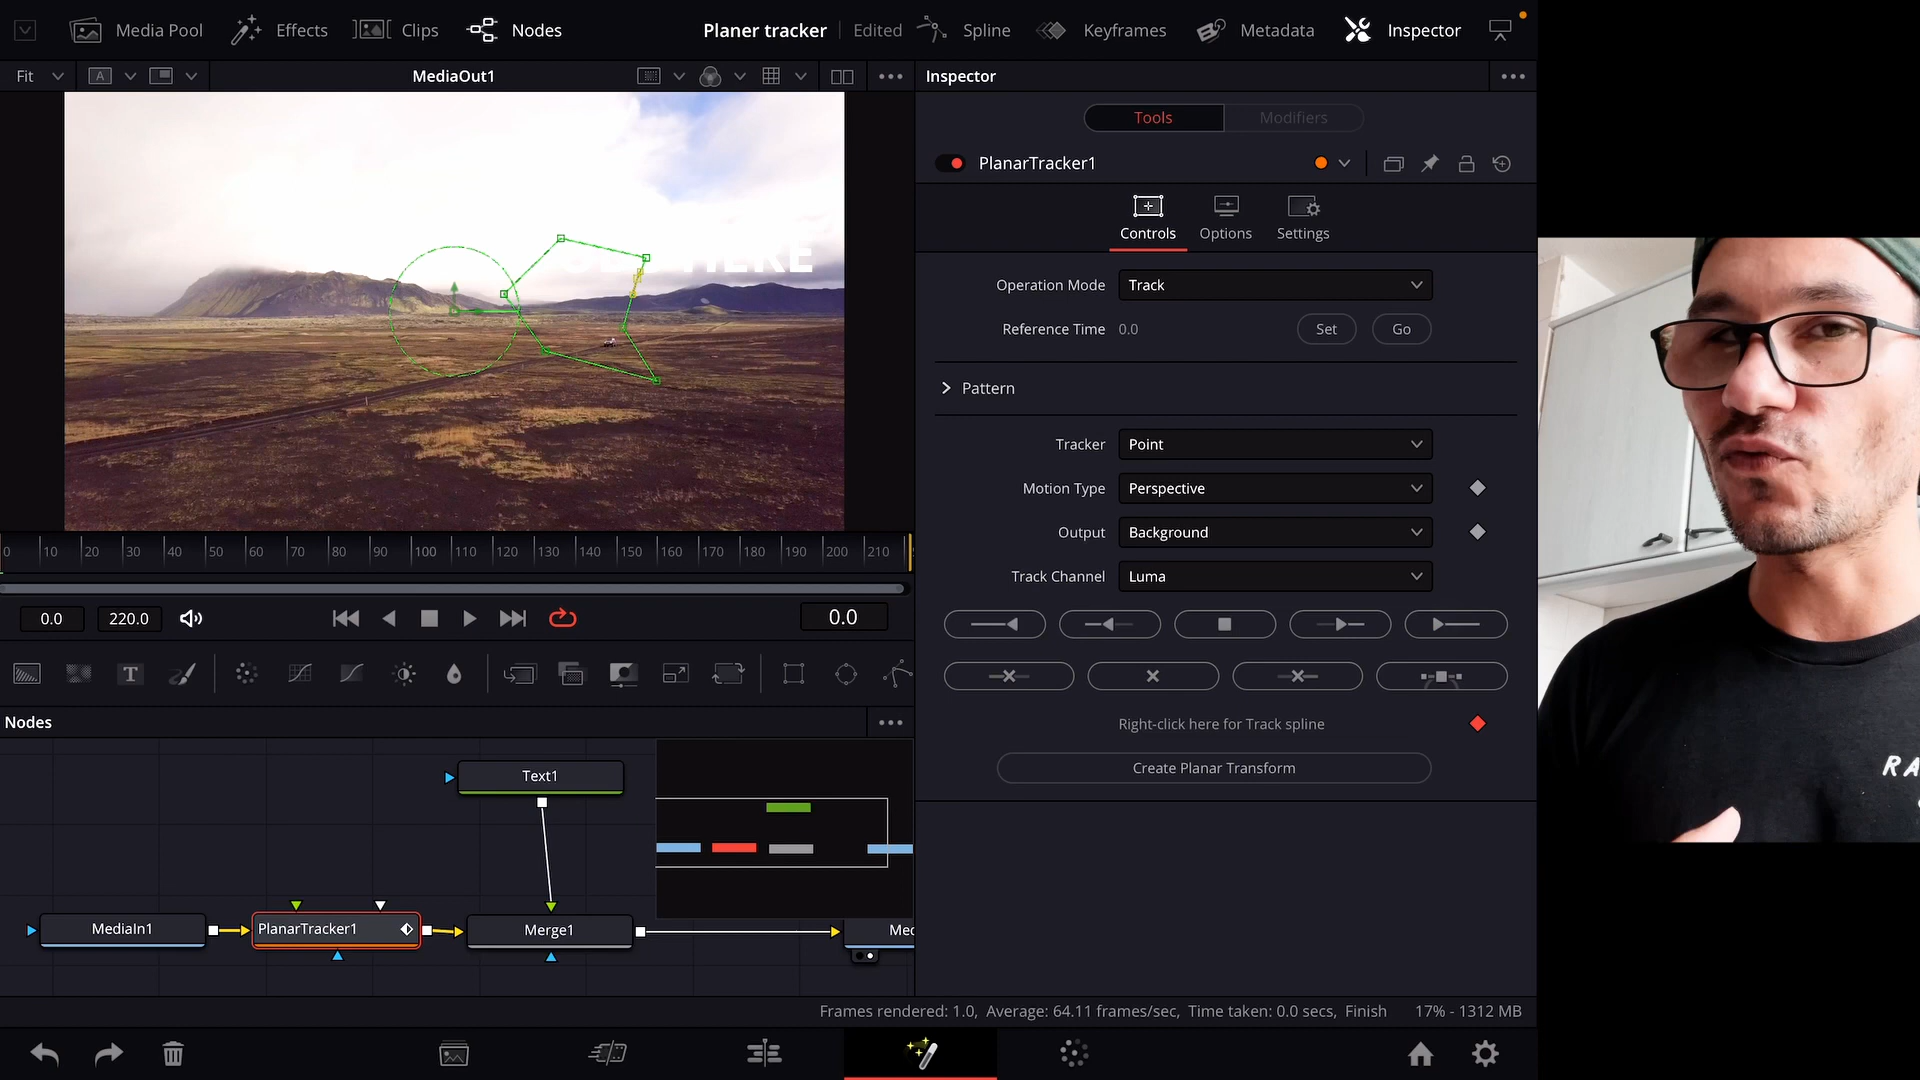 Media Pool
Effects
Clips
Nodes
Planer tracker
Edited
Spline
Keyframes
Metadata
Inspector
Fit
A
MediaOut1
Inspector
Tools
Modifiers
PlanarTracker1
Controls
Options
Settings
HERE
Operation Mode
Track
Reference Time
0.0
Set
Go
Pattern
Tracker
Point
Motion Type
Perspective
Output
Background
Track Channel
Luma
0 10 20 30 40 50 60 70 80 90 100 110 120 130 140 150 160 170 180 190 200 210
0.0
220.0
0.0
T
Right-click here for Track spline
Create Planar Transform
Nodes
Text1
MediaIn1
PlanarTracker1
Merge1
Med
RA
Frames rendered: 1.0, Average: 64.11 frames/sec, Time taken: 0.0 secs, Finish
17% - 1312 MB